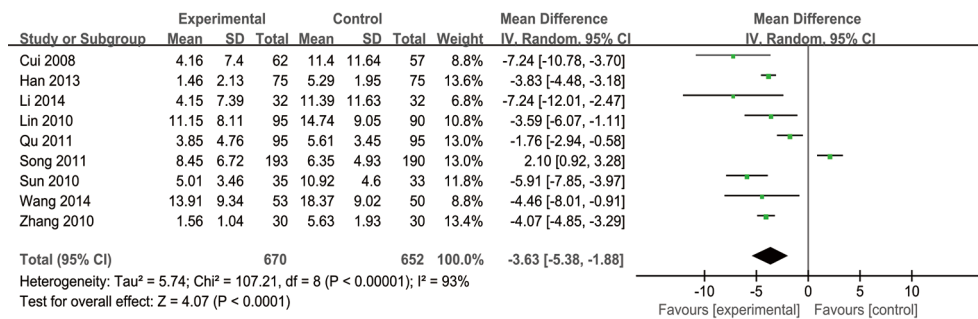 Experimental Control Mean Difference Mean Difference
Study or Subgroup Mean SD Total Mean SD Total Weight IV. Random. 95% CI IV. Random. 95% CI
Cui 2008 4.16 7.4 62 11.4 11.64 57 8.8% -7.24 [-10.78, -3.70]
Han 2013 1.46 2.13 75 5.29 1.95 75 13.6% -3.83 [-4.48, -3.18]
Li 2014 4.15 7.39 32 11.39 11.63 32 6.8% -7.24 [-12.01, -2.47]
Lin 2010 11.15 8.11 95 14.74 9.05 90 11.0% -3.59 [-6.07, -1.11]
Qu 2011 3.85 4.76 95 5.61 3.45 95 13.0% -1.76 [-2.94, -0.58]
Song 2011 8.45 6.72 193 6.35 4.93 190 13.0% 2.10 [0.92, 3.28]
Sun 2010 5.01 3.46 35 10.92 4.6 33 11.8% -5.91 [-7.85, -3.97]
Wang 2014 13.91 9.34 53 18.37 9.02 50 8.8% -4.46 [-8.01, -0.91]
Zhang 2010 1.56 1.04 30 5.63 1.93 30 13.4% -4.07 [-4.85, -3.29]
Total (95% CI) 670 652 100.0% -3.63 [-5.38, -1.88]
Heterogeneity: Tau² = 5.74; Chi² = 107.21, df = 8 (P < 0.00001); I² = 93%
Test for overall effect: Z = 4.07 (P < 0.0001)
-10 -5 0 5 10
Favours [experimental] Favours [control]